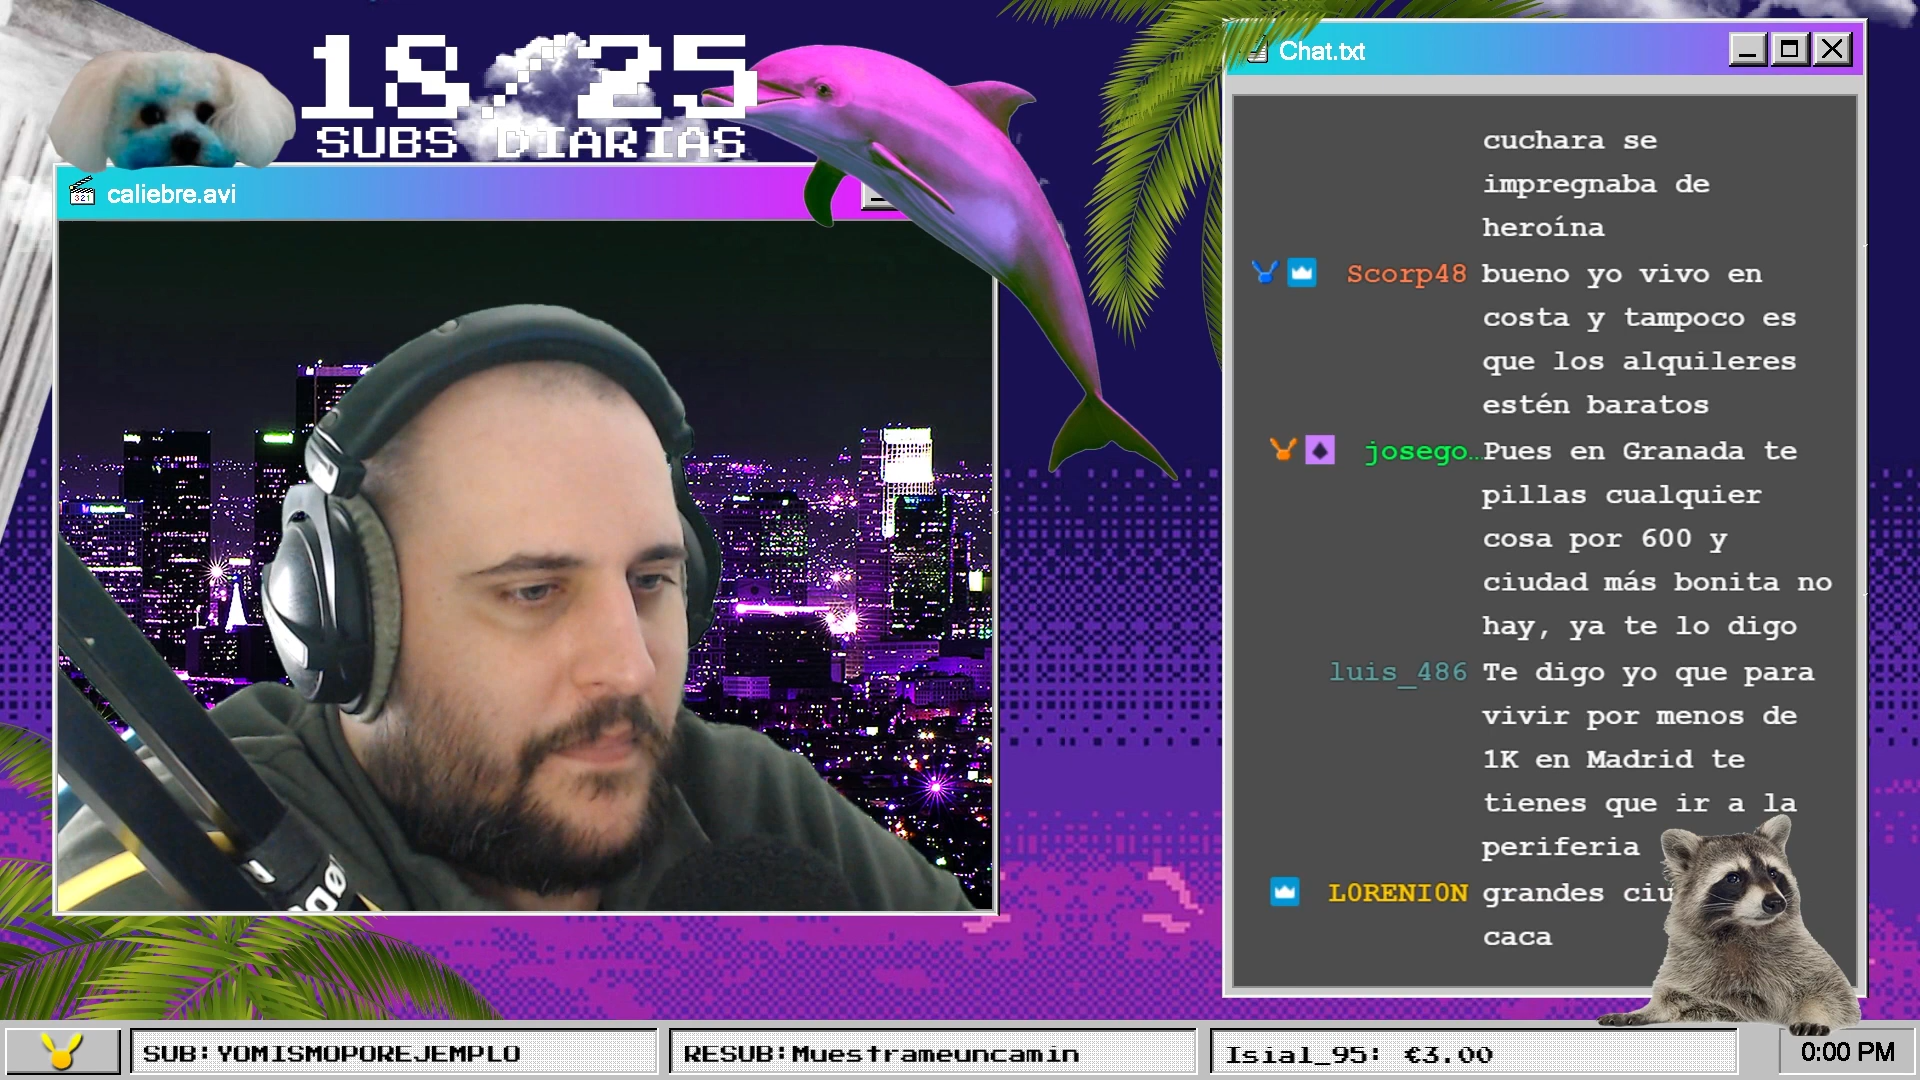 18/25
SUBS DIARIAS
caliebre.avi
Chat.txt
cuchara se
impregnaba de
heroína
Scorp48 bueno yo vivo en
costa y tampoco es
que los alquileres
estén baratos
josego... Pues en Granada te
pillas cualquier
cosa por 600 y
ciudad más bonita no
hay, ya te lo digo
luis_486 Te digo yo que para
vivir por menos de
1K en Madrid te
tienes que ir a la
periferia
L0RENI0N grandes ciu
caca
SUB:YOMISMOPOREJEMPLO
RESUB:Muestrameuncamin
Isial_95: €3.00
0:00 PM